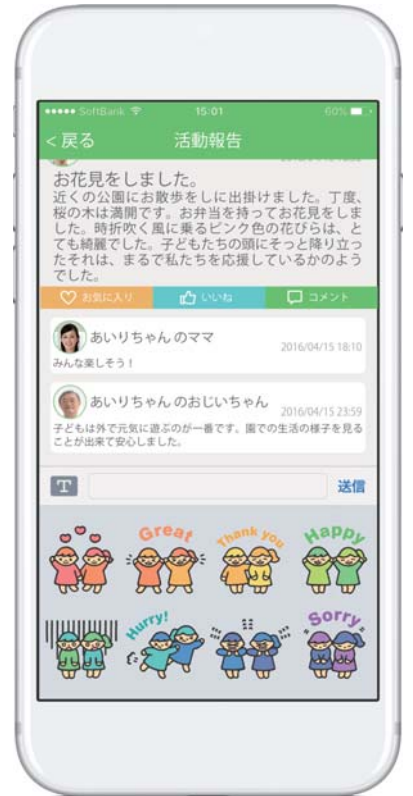 SoftBank 15:01 60%
<戻る 活動報告
お花見をしました。
近くの公園にお散歩をしに出掛けました。丁度、
桜の木は満開です。お弁当を持ってお花見をしま
した。時折吹く風に乗るピンク色の花びらは、と
ても綺麗でした。子どもたちの頭にそっと降り立っ
たそれは、まるで私たちを応援しているかのよう
でした。
お気に入り いいね コメント
あいりちゃん のママ
2016/04/15 18:10
みんな楽しそう！
あいりちゃん のおじいちゃん
2016/04/15 23:59
子どもは外で元気に遊ぶのが一番です、園での生活の様子を見る
ことが出来て安心しました。
T 送信
Great Thank you Happy
Hurry! Sorry